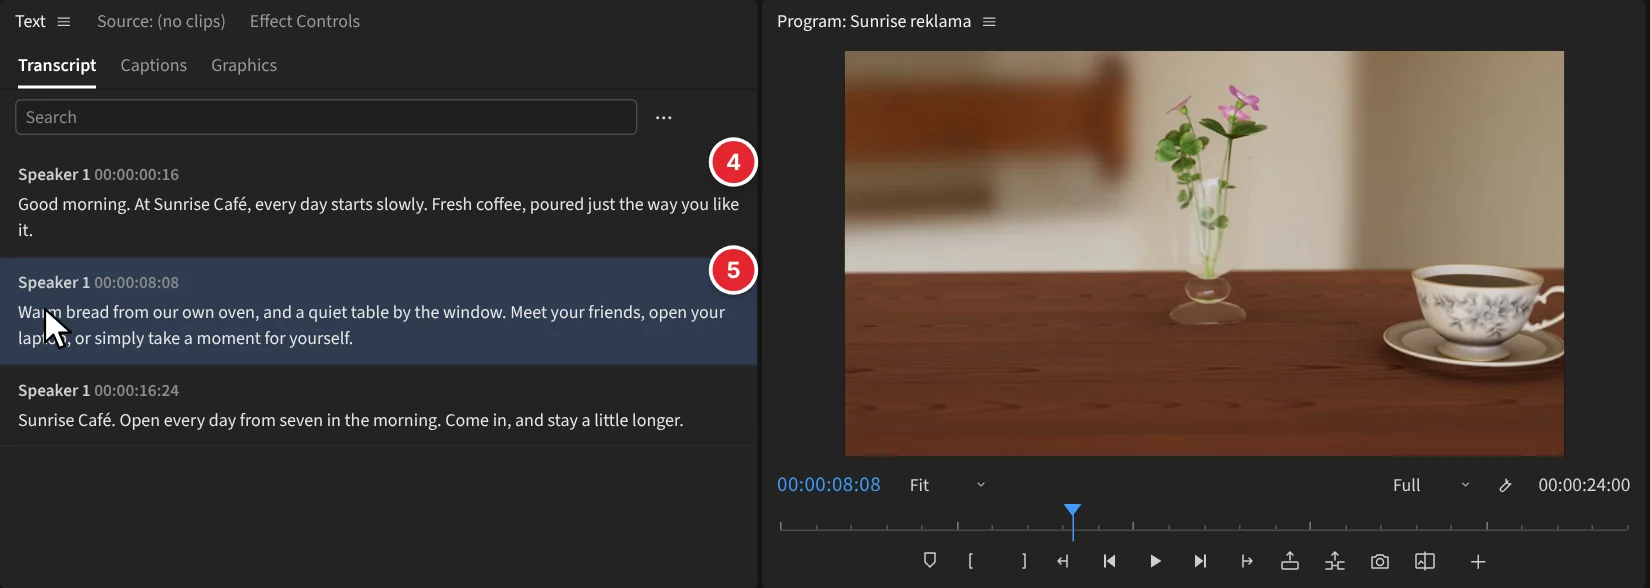 Text
Source: (no clips)
Effect Controls
Transcript
Captions
Graphics
Search
4
Speaker 1 00:00:00:16
Good morning. At Sunrise Café, every day starts slowly. Fresh coffee, poured just the way you like
it.
5
Speaker 1 00:00:08:08
Warm bread from our own oven, and a quiet table by the window. Meet your friends, open your
laptop, or simply take a moment for yourself.
Speaker 1 00:00:16:24
Sunrise Café. Open every day from seven in the morning. Come in, and stay a little longer.
Program: Sunrise reklama
00:00:08:08
Fit
Full
00:00:24:00